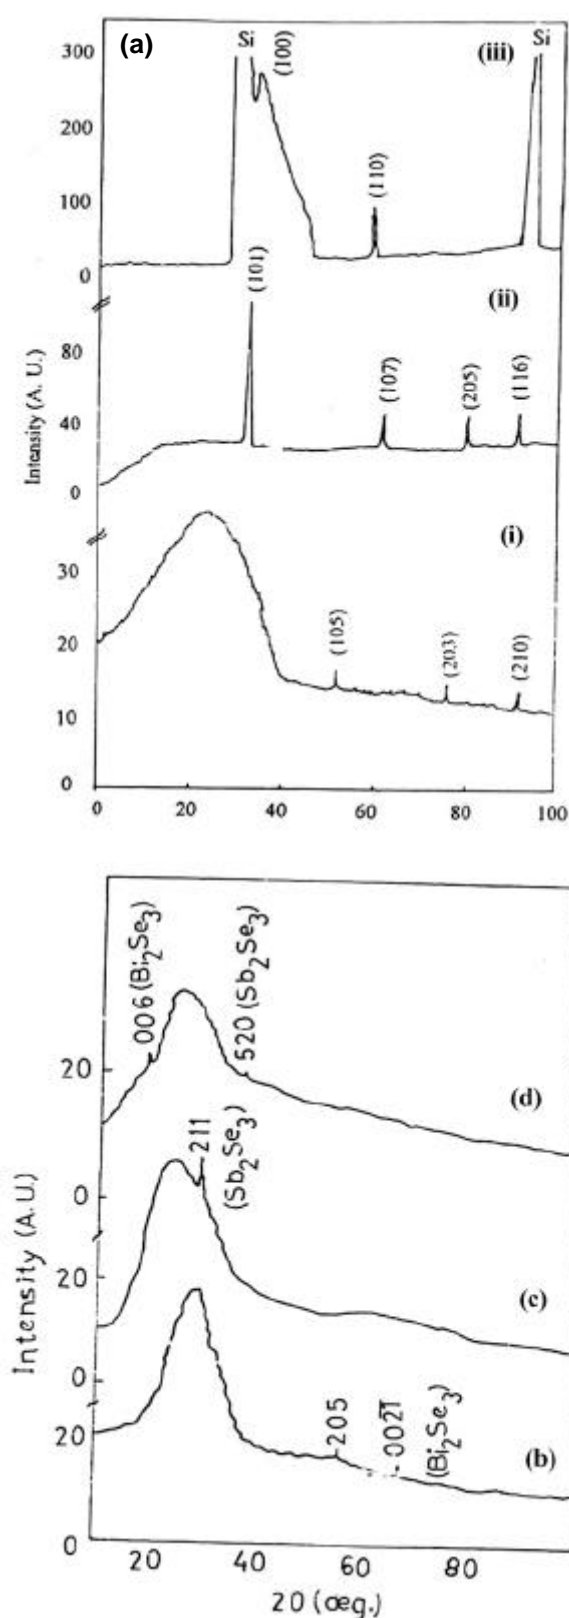 (a)
300
200
100
0
Si
(100)
(110)
(iii)
Si
(101)
(107)
(205)
(116)
(ii)
80
40
0
Intensity (A. U.)
(i)
30
20
10
0
(105)
(203)
(210)
0 20 40 60 80 100
006 (Bi2Se3)
520 (Sb2Se3)
20
0
(d)
211
(Sb2Se3)
20
0
(c)
Intensity (A.U.)
205
0021
(Bi2Se3)
20
0
(b)
20 40 60 80
2θ (œg.)